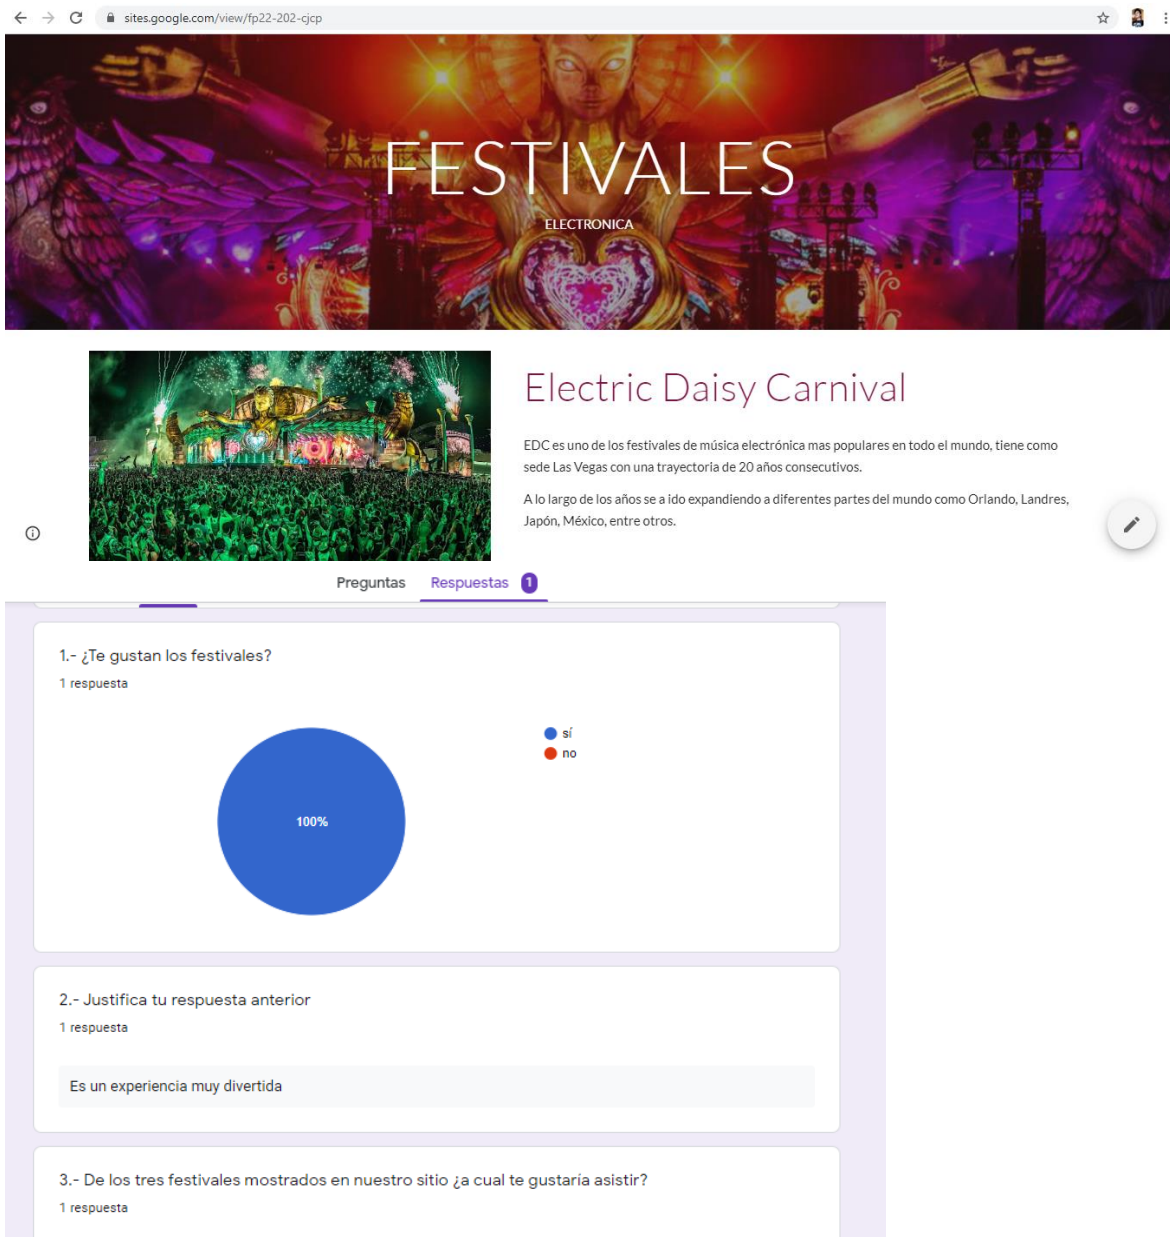 sites.google.com/view/fp22-202-cjcp
FESTIVALES
ELECTRONICA
Electric Daisy Carnival
EDC es uno de los festivales de música electrónica mas populares en todo el mundo, tiene como
sede Las Vegas con una trayectoria de 20 años consecutivos.
A lo largo de los años se a ido expandiendo a diferentes partes del mundo como Orlando, Landres,
Japón, México, entre otros.
Preguntas Respuestas 1
1.- ¿Te gustan los festivales?
1 respuesta
sí
no
100%
2.- Justifica tu respuesta anterior
1 respuesta
Es un experiencia muy divertida
3.- De los tres festivales mostrados en nuestro sitio ¿a cual te gustaría asistir?
1 respuesta